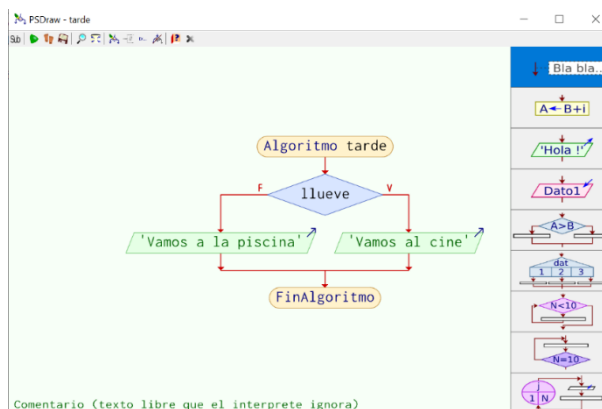 PSDraw - tarde
Sub
Bla bla...
A←B+i
'Hola !'
Dato1
A>B
dat
1 2 3
N<10
N=10
j
1 N
Algoritmo tarde
F
V
llueve
'Vamos a la piscina'
'Vamos al cine'
FinAlgoritmo
Comentario (texto libre que el interprete ignora)